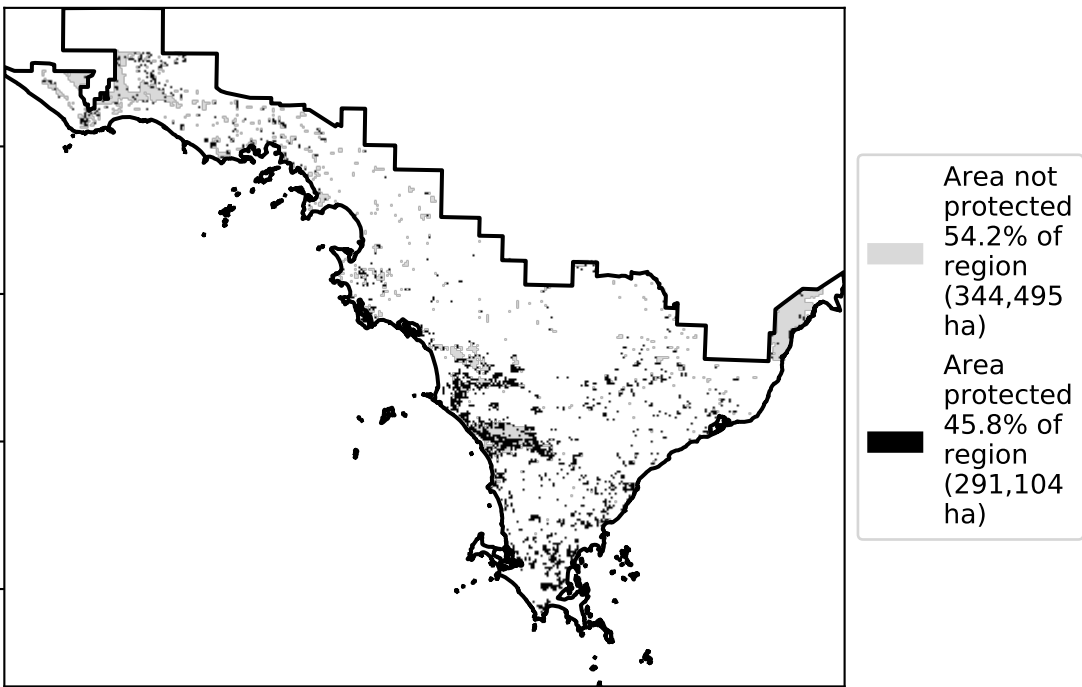 Area not
protected
54.2% of
region
(344,495
ha)
Area
protected
45.8% of
region
(291,104
ha)